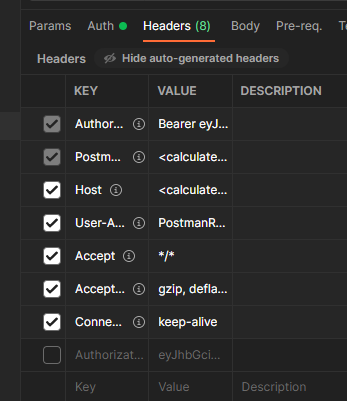 Params Auth Headers (8) Body Pre-req.
Headers Hide auto-generated headers
KEY VALUE DESCRIPTION
Author... Bearer eyJ...
Postm... <calculate...
Host <calculate...
User-A... PostmanR...
Accept */*
Accept... gzip, defla...
Conne... keep-alive
Authorizat... eyJhbGci...
Key Value Description